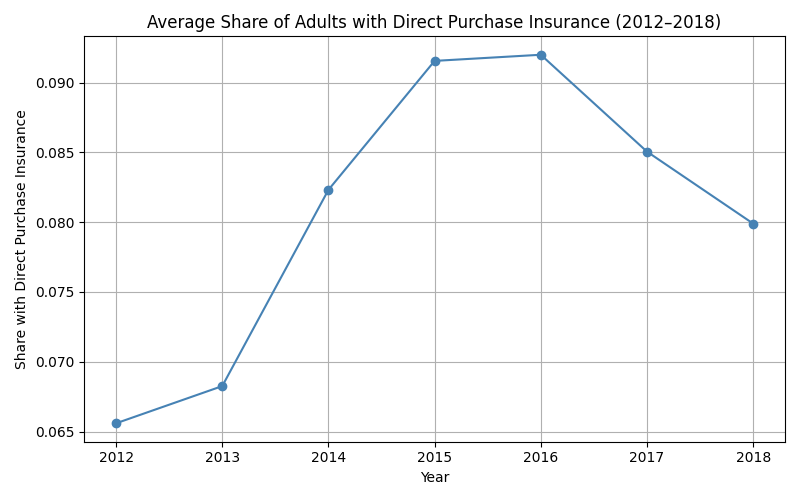 Average Share of Adults with Direct Purchase Insurance (2012–2018)
Share with Direct Purchase Insurance
0.090
0.085
0.080
0.075
0.070
0.065
2012 2013 2014 2015 2016 2017 2018
Year